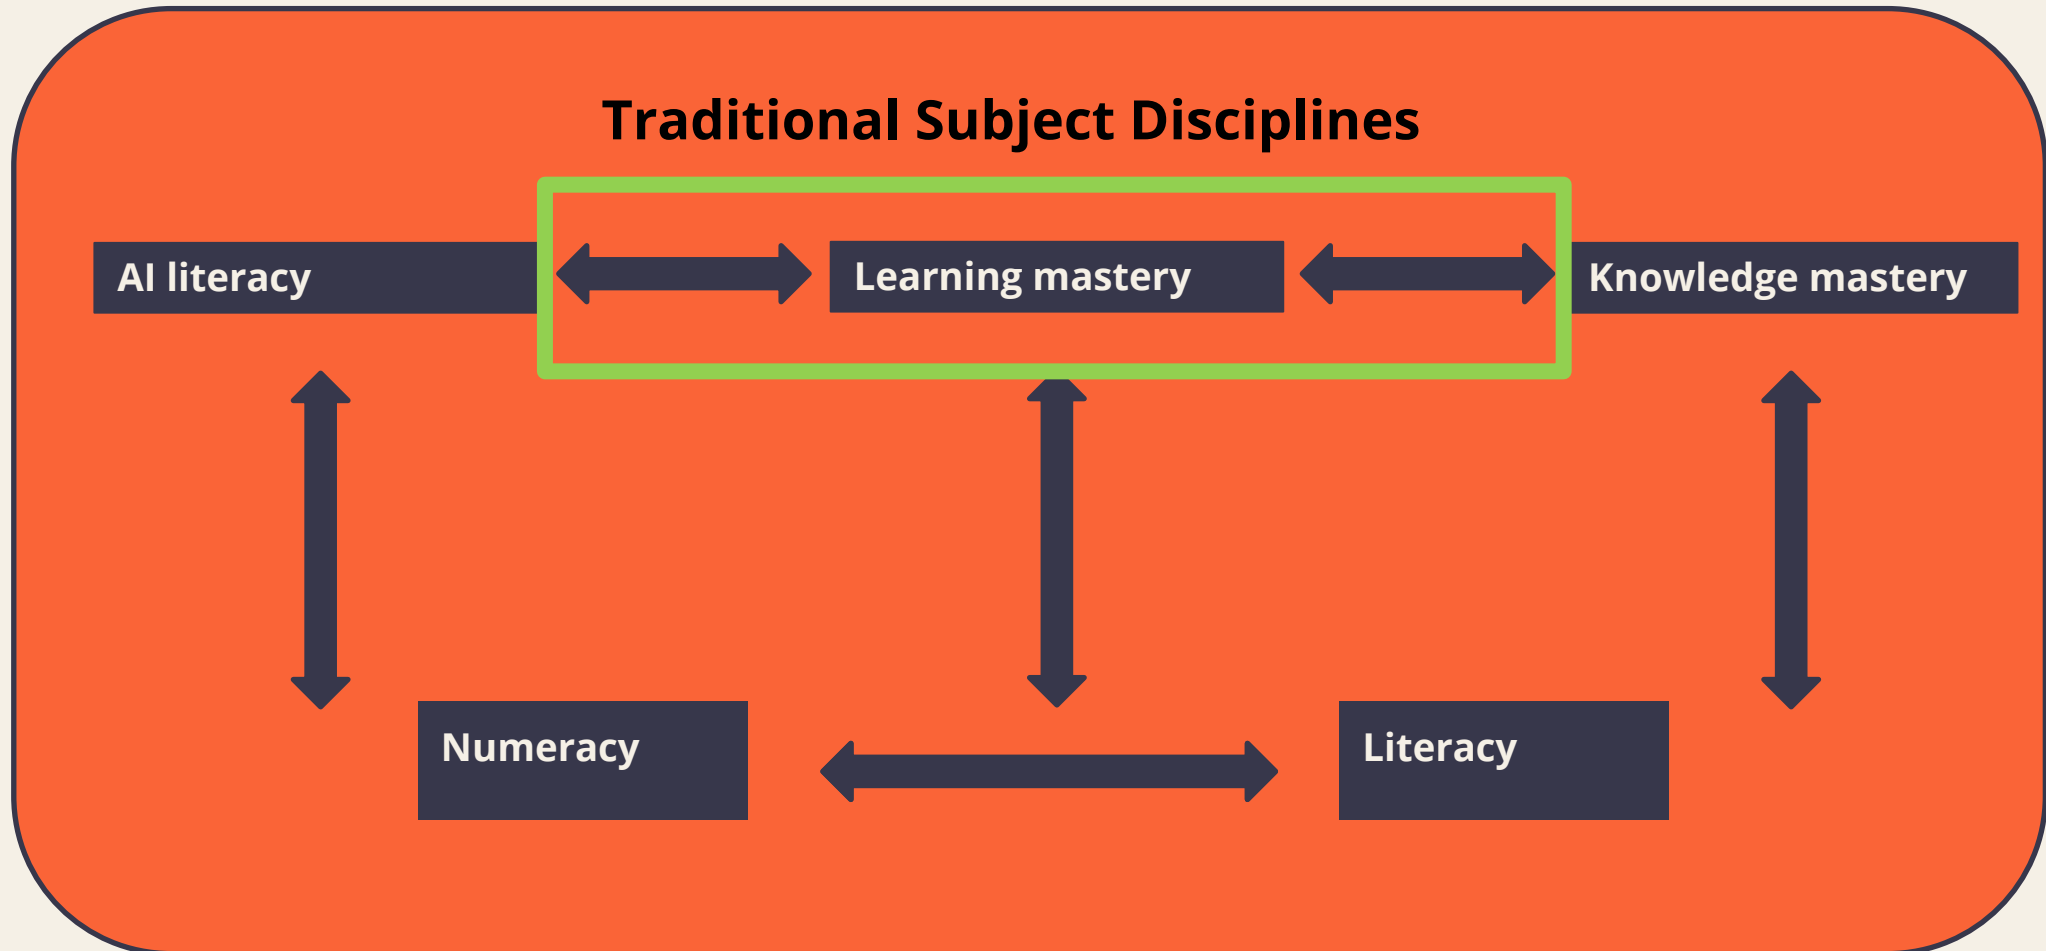 Traditional Subject Disciplines
AI literacy
Learning mastery
Knowledge mastery
Numeracy
Literacy